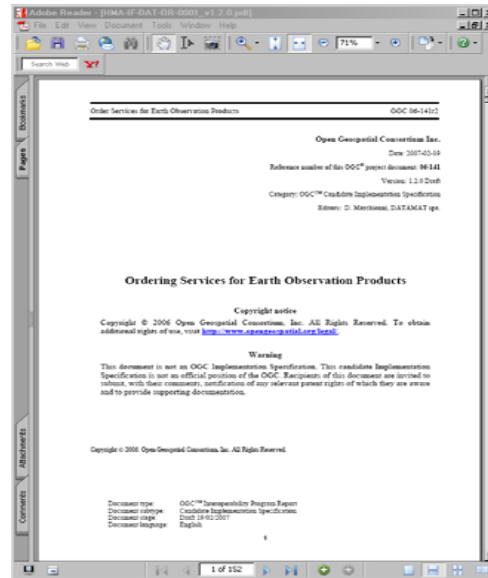 Adobe Reader - [HMA-IF-DAT-OR-0001_v1.2.0.pdf]
File Edit View Document Tools Window Help
71%
Search Web
Y!
Bookmarks
Pages
Attachments
Comments
Order Services for Earth Observation Products OGC 06-141r2
Open Geospatial Consortium Inc.
Date: 2007-02-19
Reference number of this OGC® project document: 06-141
Version: 1.2.0 Draft
Category: OGC™ Candidate Implementation Specification
Editors: D. Marchionni, DATAMAT spa.
Ordering Services for Earth Observation Products
Copyright notice
Copyright © 2006 Open Geospatial Consortium, Inc. All Rights Reserved. To obtain
additional rights of use, visit http://www.opengeospatial.org/legal/.
Warning
This document is not an OGC Implementation Specification. This candidate Implementation
Specification is not an official position of the OGC. Recipients of this document are invited to
submit, with their comments, notification of any relevant patent rights of which they are aware
and to provide supporting documentation.
Copyright © 2006. Open Geospatial Consortium, Inc. All Rights Reserved.
Document type: OGC™ Interoperability Program Report
Document subtype: Candidate Implementation Specification
Document stage: Draft 19/02/2007
Document language: English
1 of 152